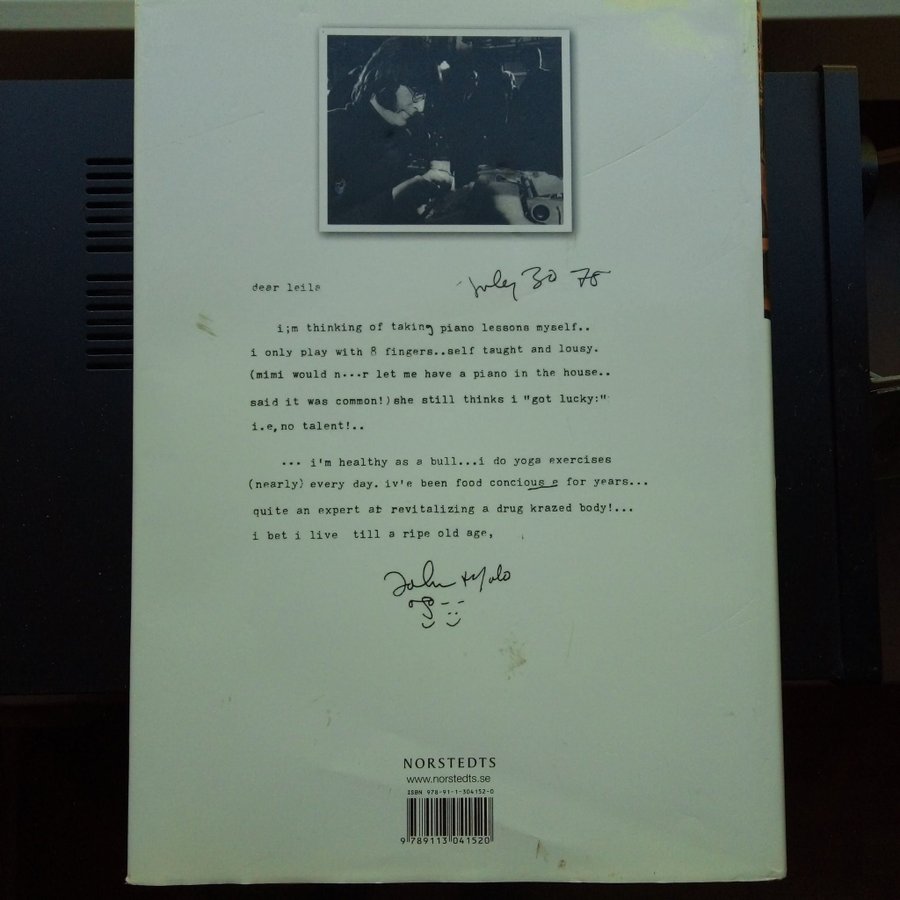 dear leila
July 30 78
i;m thinking of taking piano lessons myself..
i only play with 8 fingers..self taught and lousy.
(mimi would n...r let me have a piano in the house..
said it was common!)she still thinks i "got lucky:"
i.e,no talent!..
... i'm healthy as a bull...i do yoga exercises
(nearly) every day. iv'e been food concious e for years...
quite an expert at revitalizing a drug krazed body!...
i bet i live till a ripe old age,
John + Yoko
NORSTEDTS
www.norstedts.se
ISBN 978-91-1-304152-0
9 789113 041520